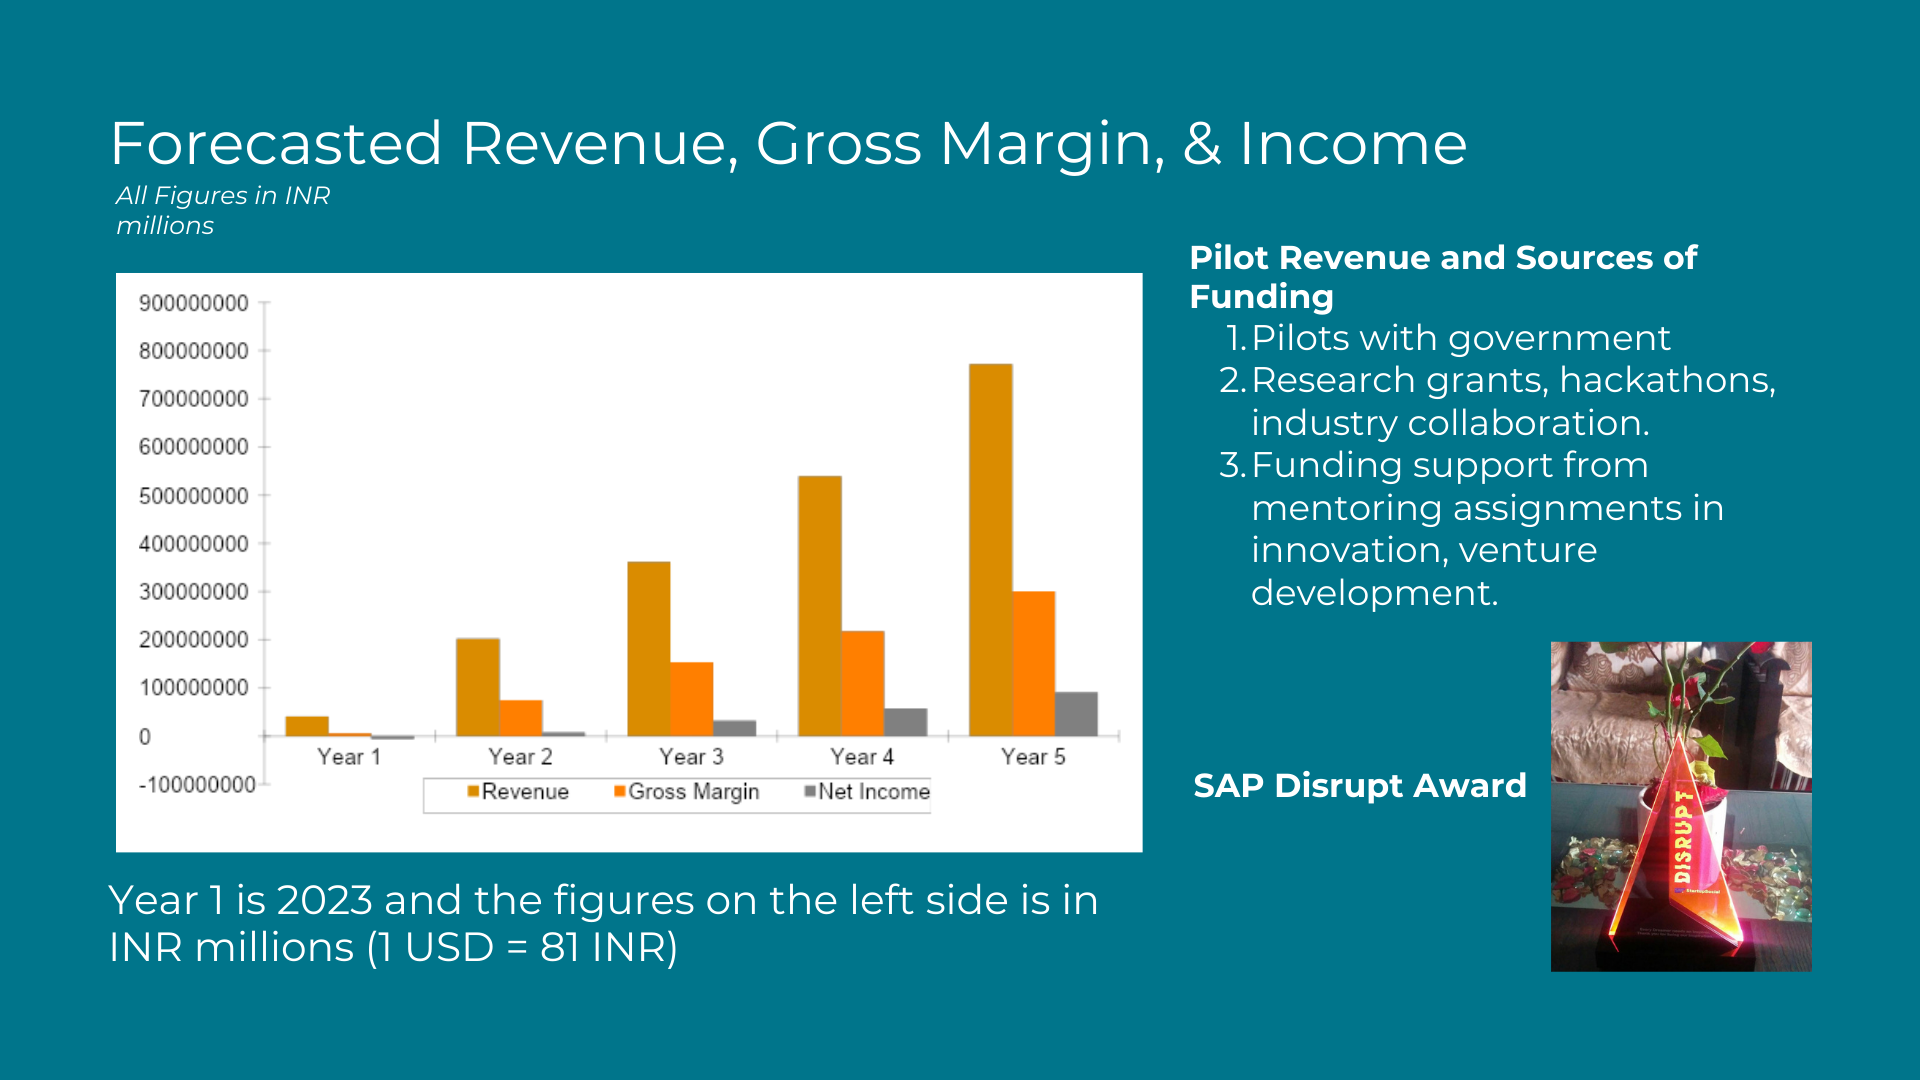 Forecasted Revenue, Gross Margin, & Income
All Figures in INR
millions
900000000
800000000
700000000
600000000
500000000
400000000
300000000
200000000
100000000
0
-100000000
Year 1 Year 2 Year 3 Year 4 Year 5
Revenue Gross Margin Net Income
Year 1 is 2023 and the figures on the left side is in
INR millions (1 USD = 81 INR)
Pilot Revenue and Sources of
Funding
1. Pilots with government
2. Research grants, hackathons,
industry collaboration.
3. Funding support from
mentoring assignments in
innovation, venture
development.
SAP Disrupt Award
DISRUPT